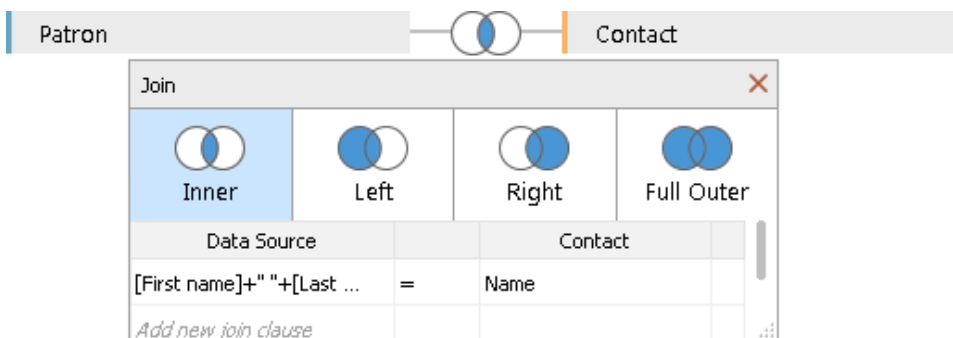 Patron Contact
Join
Inner Left Right Full Outer
Data Source Contact
[First name]+" "+[Last ... = Name
Add new join clause